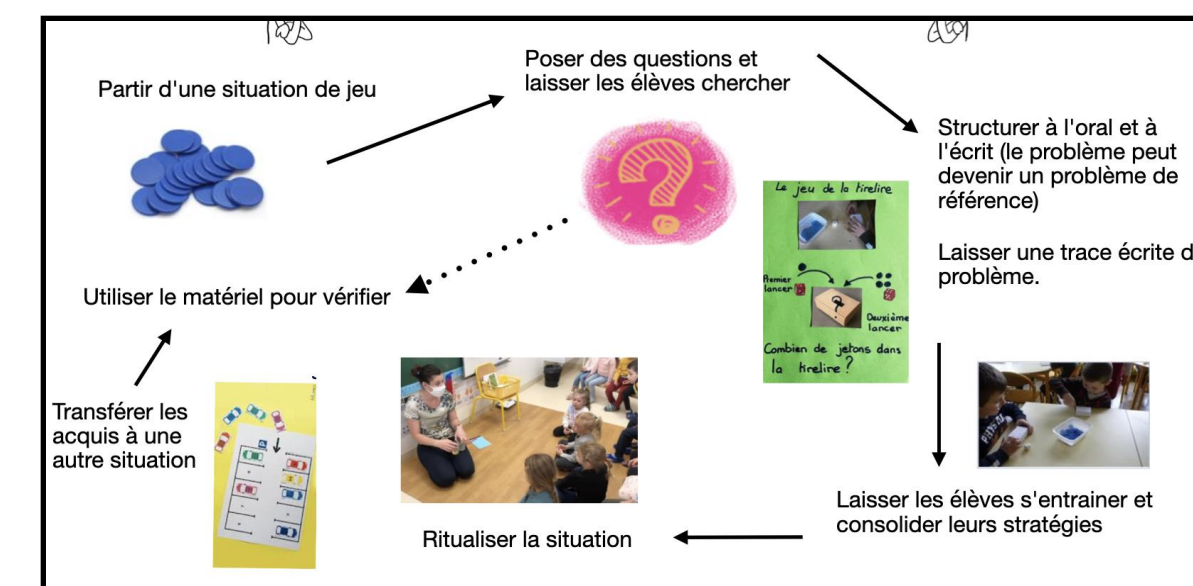 Partir d'une situation de jeu
Poser des questions et
laisser les élèves chercher
Structurer à l'oral et à
l'écrit (le problème peut
devenir un problème de
référence)
Laisser une trace écrite d
problème.
Le jeu de la tirelire
Premier
lancer
?
Deuxième
lancer
Combien de jetons dans
la tirelire ?
Laisser les élèves s'entrainer et
consolider leurs stratégies
Ritualiser la situation
Transférer les
acquis à une
autre situation
Utiliser le matériel pour vérifier